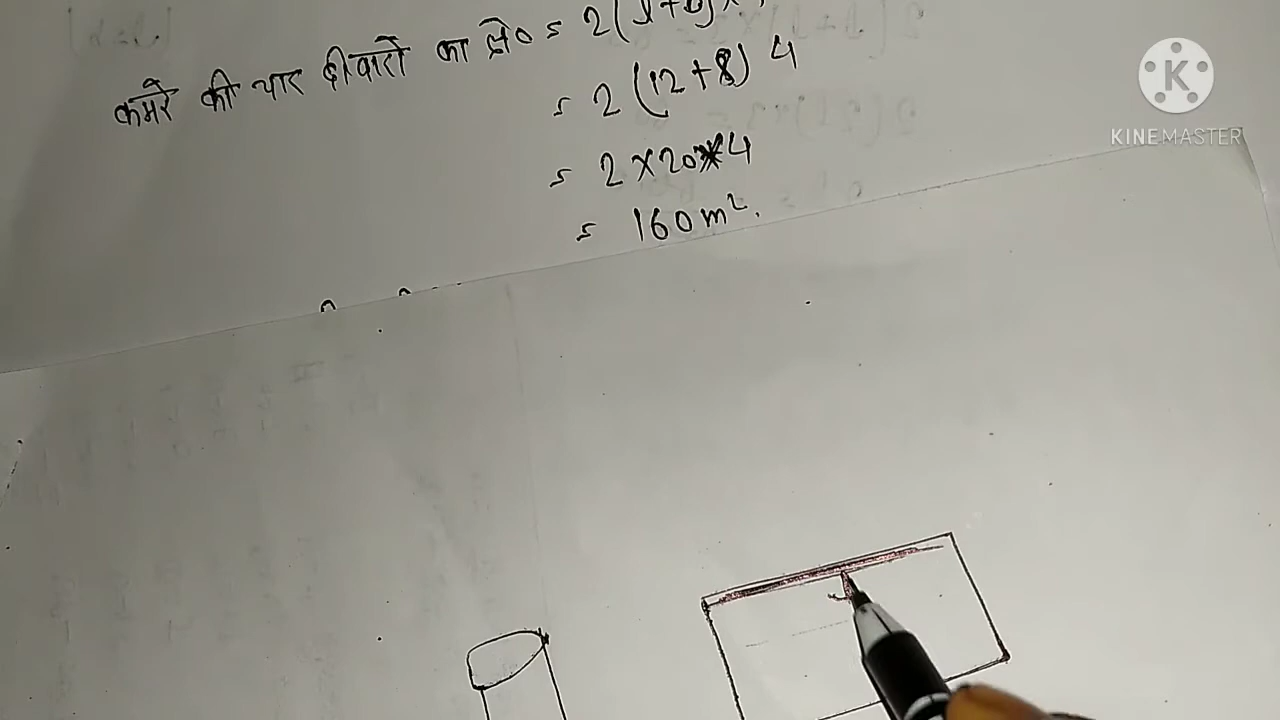 कमरे की चार दीवारों का क्षे० = 2(l+b)×
= 2(12+8) 4
= 2×20×4
= 160 m².
KINEMASTER